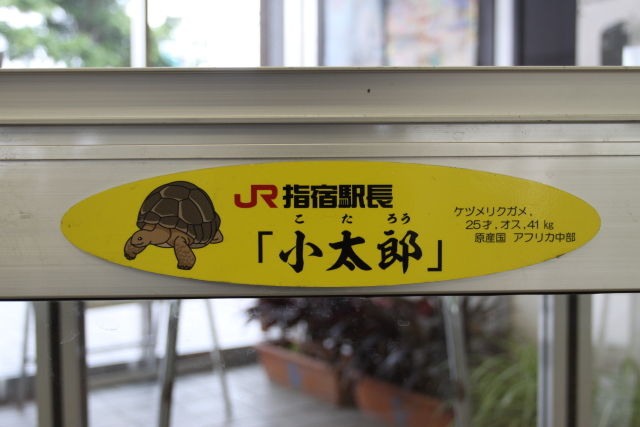 JR指宿駅長
こたろう
「小太郎」
ケヅメリクガメ,
25才,オス,41kg
原産国 アフリカ中部